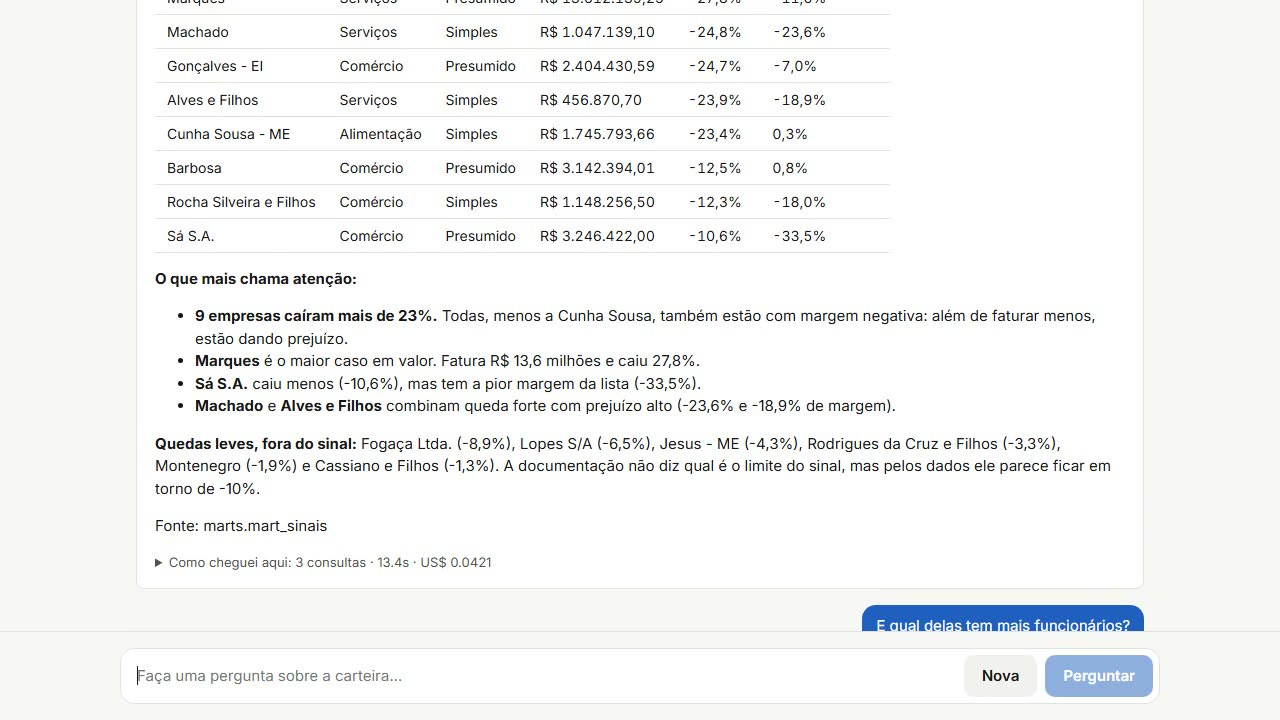 Marques Serviços Presumido -27,8% -11,6%
Machado Serviços Simples R$ 1.047.139,10 -24,8% -23,6%
Gonçalves - EI Comércio Presumido R$ 2.404.430,59 -24,7% -7,0%
Alves e Filhos Serviços Simples R$ 456.870,70 -23,9% -18,9%
Cunha Sousa - ME Alimentação Simples R$ 1.745.793,66 -23,4% 0,3%
Barbosa Comércio Presumido R$ 3.142.394,01 -12,5% 0,8%
Rocha Silveira e Filhos Comércio Simples R$ 1.148.256,50 -12,3% -18,0%
Sá S.A. Comércio Presumido R$ 3.246.422,00 -10,6% -33,5%
O que mais chama atenção:
• 9 empresas caíram mais de 23%. Todas, menos a Cunha Sousa, também estão com margem negativa: além de faturar menos,
estão dando prejuízo.
• Marques é o maior caso em valor. Fatura R$ 13,6 milhões e caiu 27,8%.
• Sá S.A. caiu menos (-10,6%), mas tem a pior margem da lista (-33,5%).
• Machado e Alves e Filhos combinam queda forte com prejuízo alto (-23,6% e -18,9% de margem).
Quedas leves, fora do sinal: Fogaça Ltda. (-8,9%), Lopes S/A (-6,5%), Jesus - ME (-4,3%), Rodrigues da Cruz e Filhos (-3,3%),
Montenegro (-1,9%) e Cassiano e Filhos (-1,3%). A documentação não diz qual é o limite do sinal, mas pelos dados ele parece ficar em
torno de -10%.
Fonte: marts.mart_sinais
▶ Como cheguei aqui: 3 consultas · 13.4s · US$ 0.0421
E qual delas tem mais funcionários?
Faça uma pergunta sobre a carteira...
Nova
Perguntar